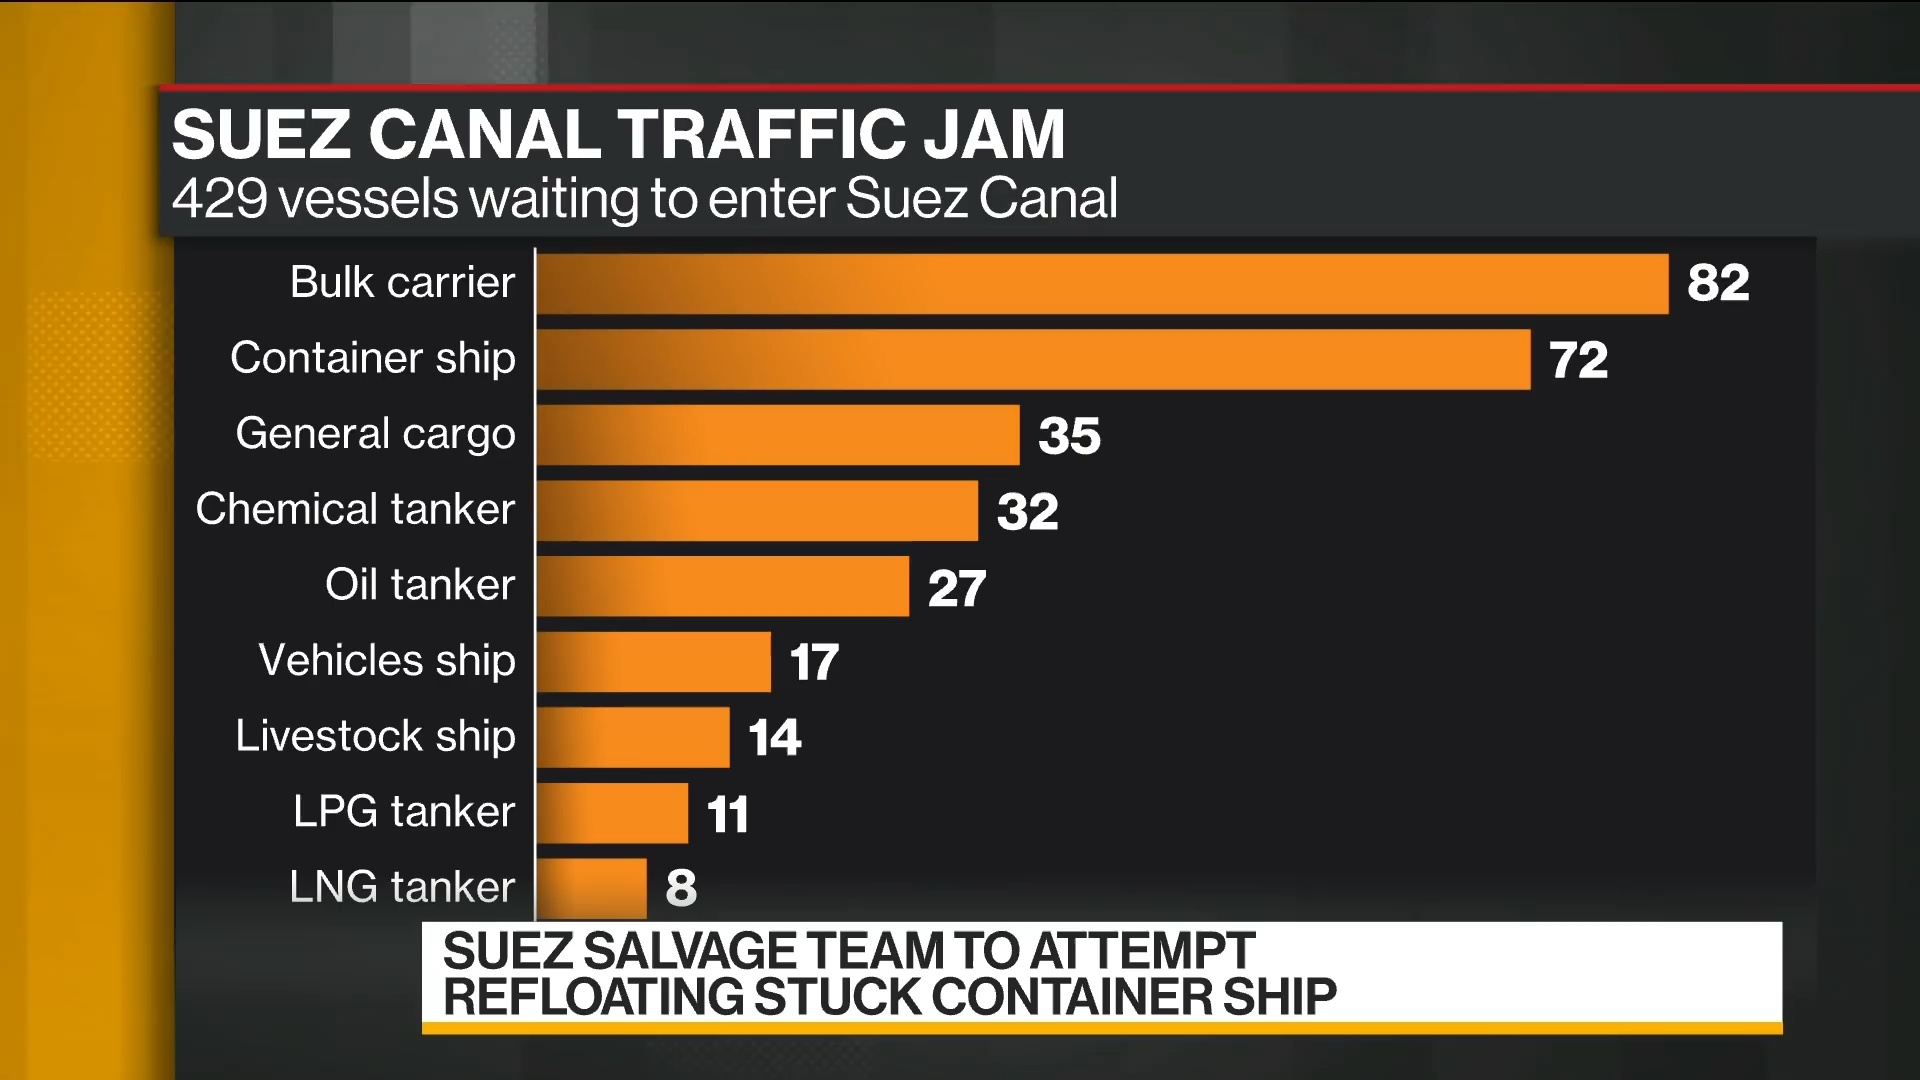 SUEZ CANAL TRAFFIC JAM
429 vessels waiting to enter Suez Canal
Bulk carrier 82
Container ship 72
General cargo 35
Chemical tanker 32
Oil tanker 27
Vehicles ship 17
Livestock ship 14
LPG tanker 11
LNG tanker 8
SUEZ SALVAGE TEAM TO ATTEMPT
REFLOATING STUCK CONTAINER SHIP